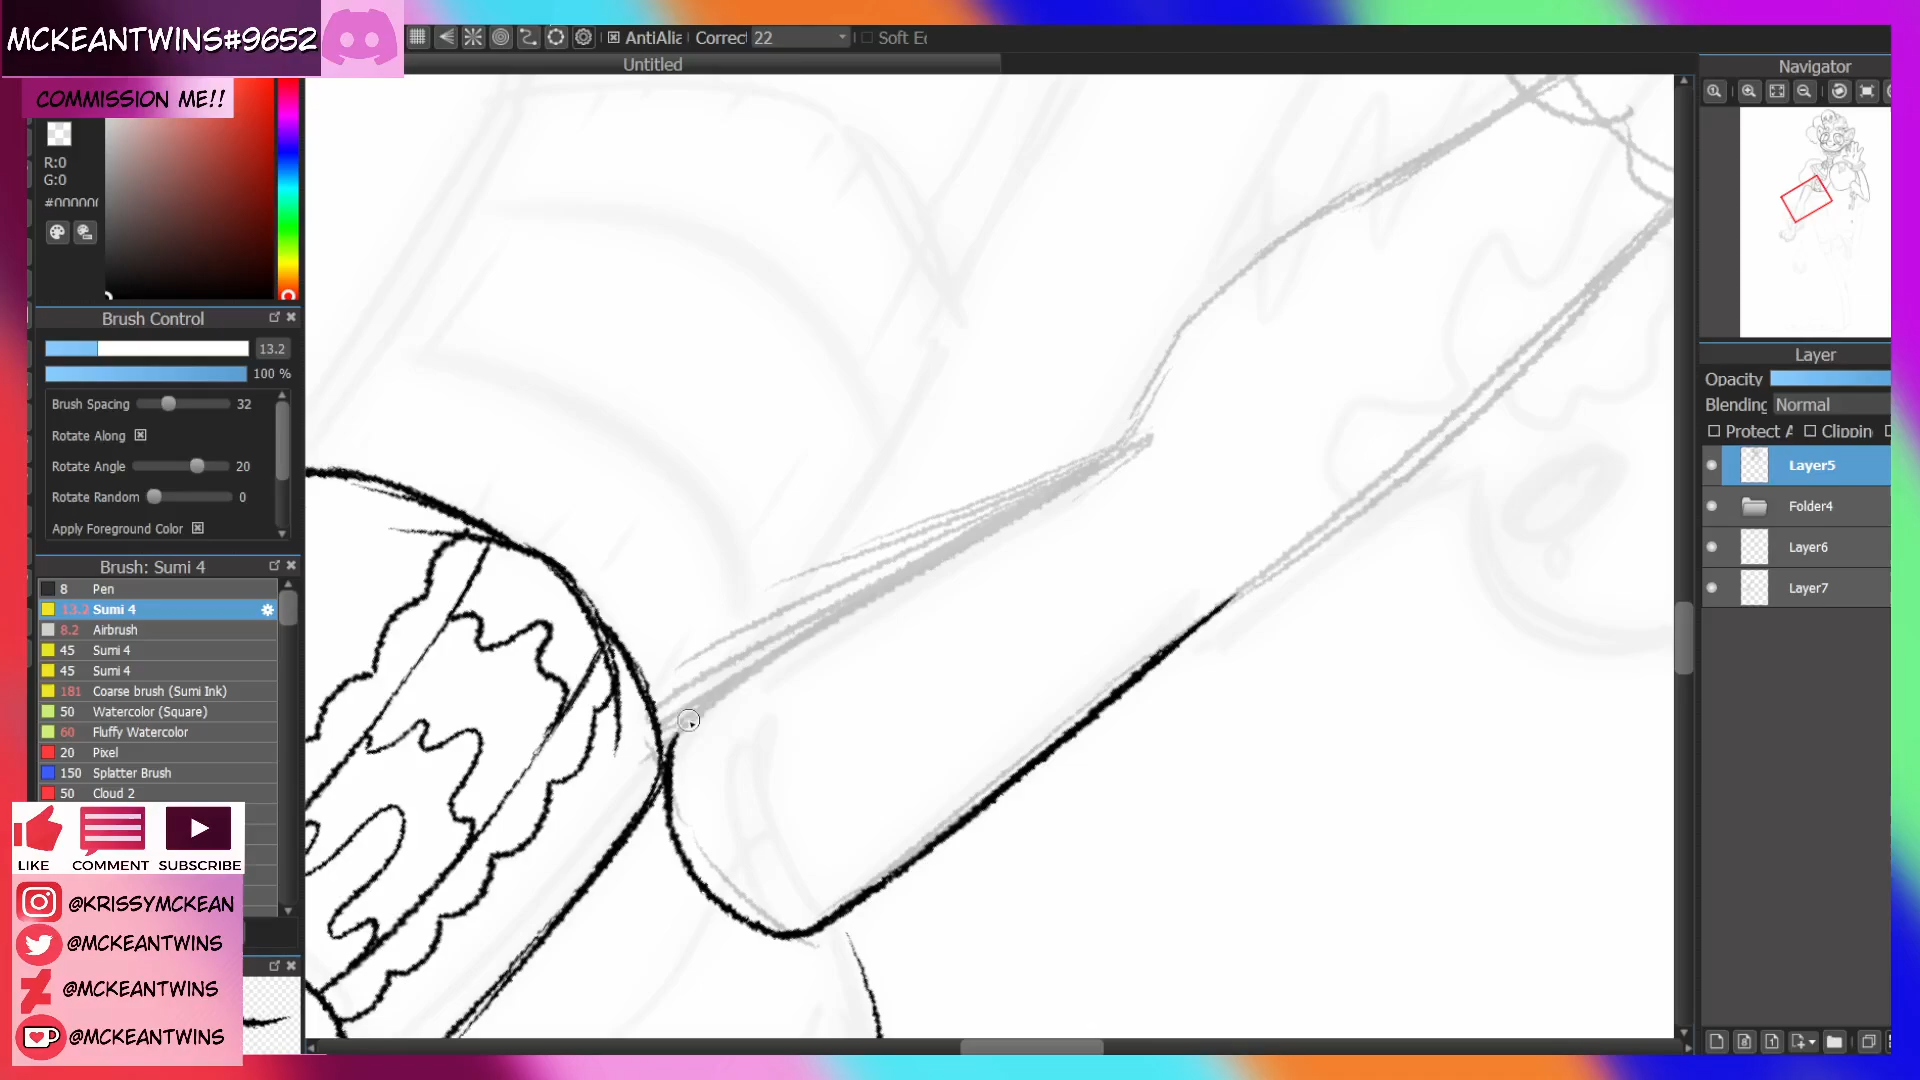 MCKEANTWINS#9652
COMMISSION ME!!
AntiAlia
Correct
22
Soft Ed
Untitled
Navigator
R:0
G:0
#000000
Brush Control
13.2
100 %
Brush Spacing
32
Rotate Along
Rotate Angle
20
Rotate Random
0
Apply Foreground Color
Brush: Sumi 4
8 Pen
13.2 Sumi 4
8.2 Airbrush
45 Sumi 4
45 Sumi 4
181 Coarse brush (Sumi Ink)
50 Watercolor (Square)
60 Fluffy Watercolor
20 Pixel
150 Splatter Brush
50 Cloud 2
LIKE COMMENT SUBSCRIBE
@KRISSYMCKEAN
@MCKEANTWINS
@MCKEANTWINS
@MCKEANTWINS
Layer
Opacity
Blending
Normal
Protect A
Clippin
Layer5
Folder4
Layer6
Layer7